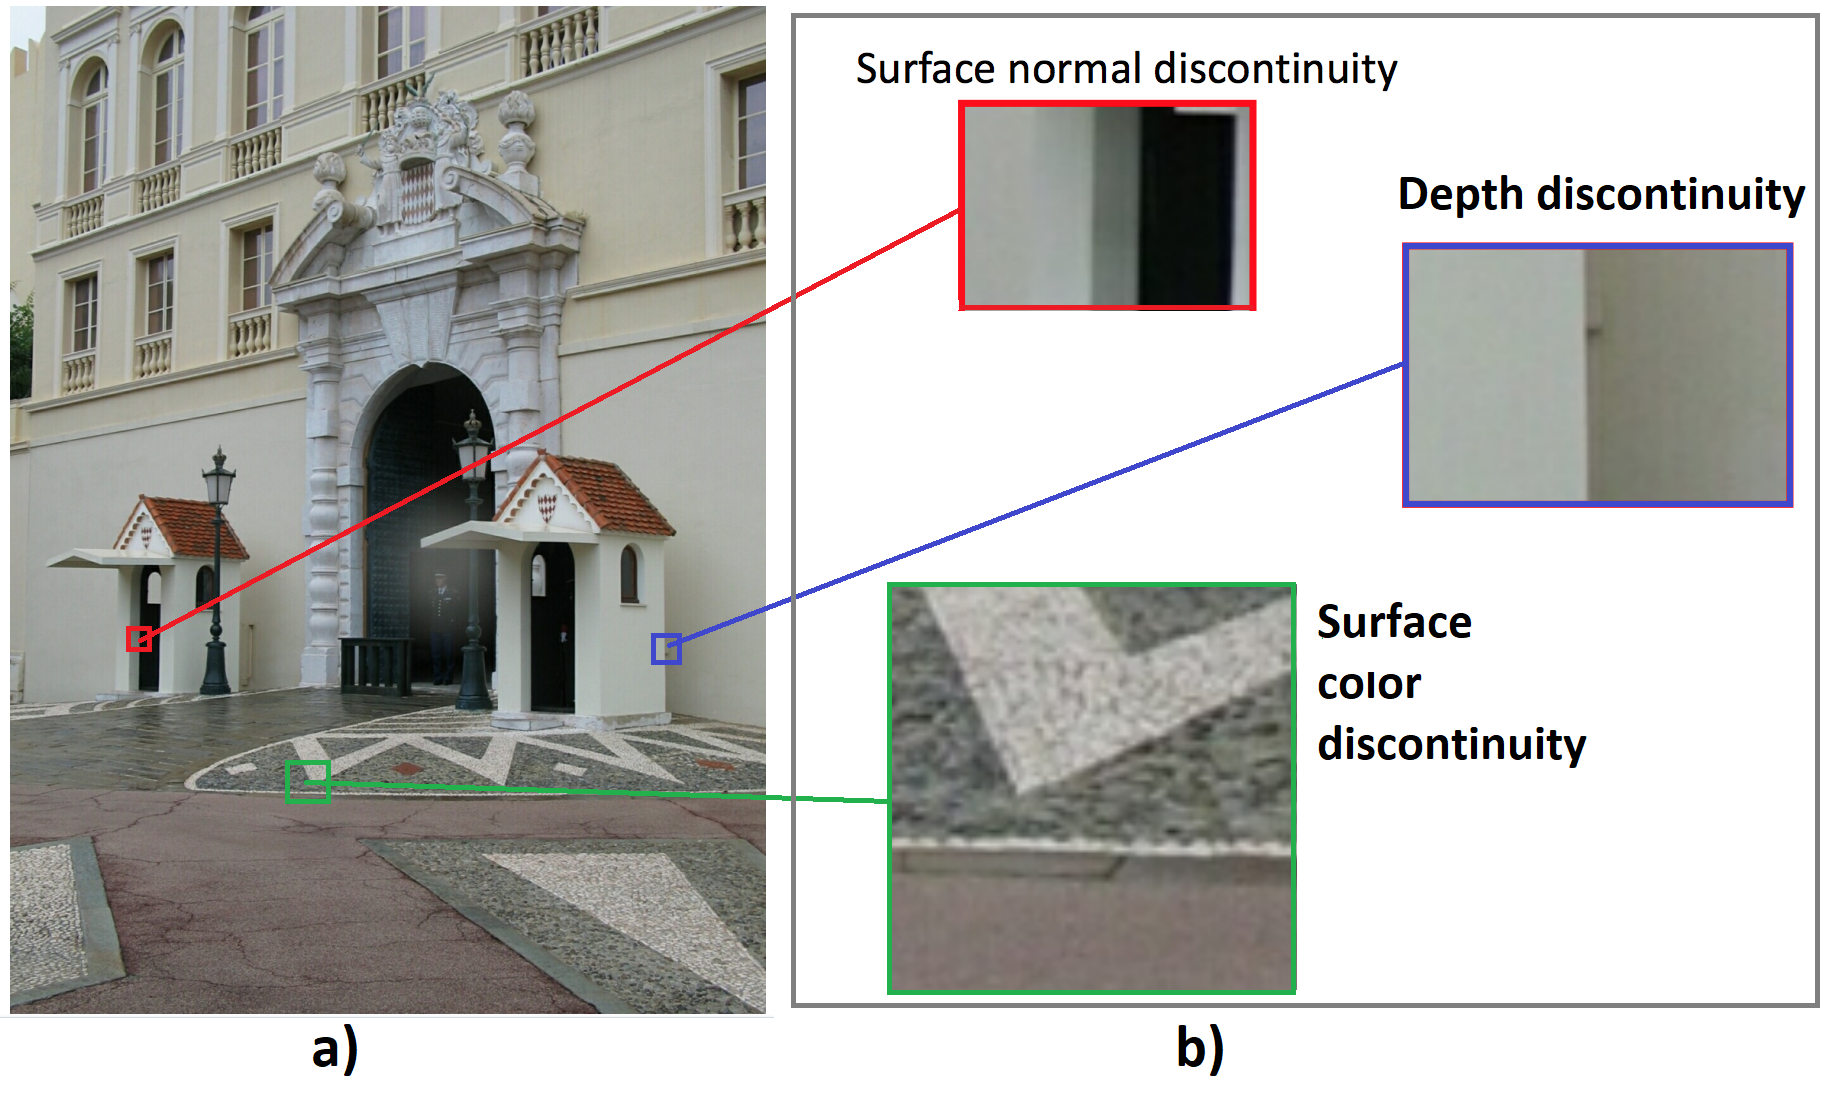 Surface normal discontinuity
Depth discontinuity
Surface
color
discontinuity
a)
b)